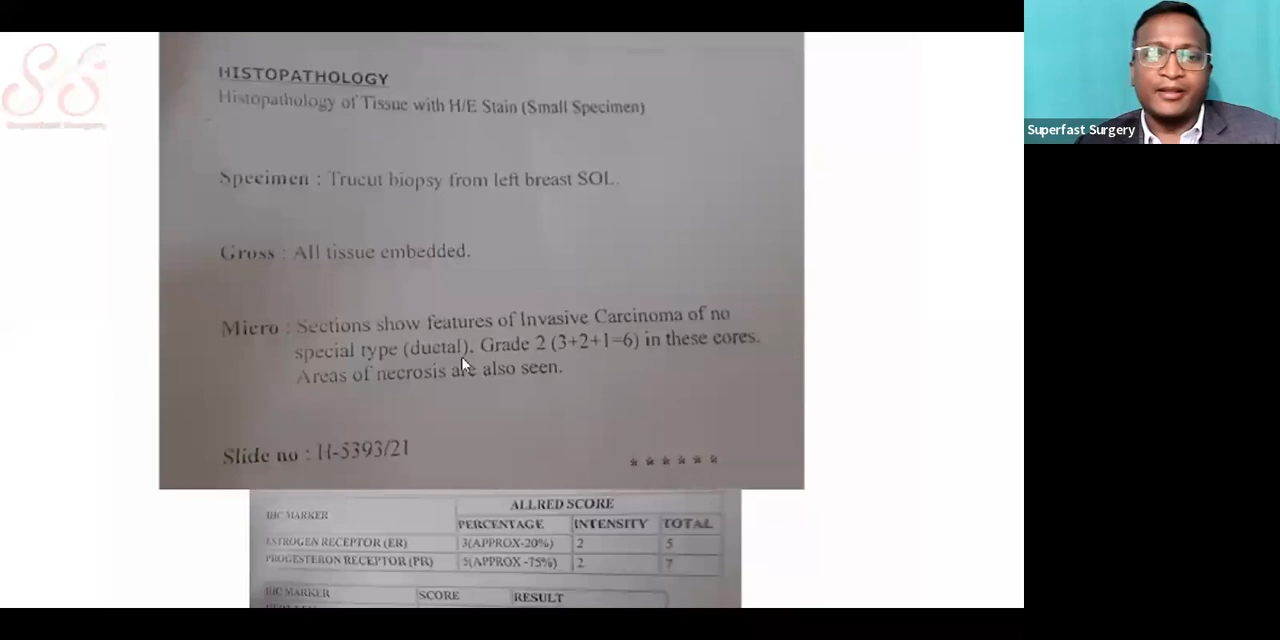 HISTOPATHOLOGY
Histopathology of Tissue with H/E Stain (Small Specimen)
Specimen : Trucut biopsy from left breast SOL.
Gross : All tissue embedded.
Micro : Sections show features of Invasive Carcinoma of no
special type (ductal). Grade 2 (3+2+1=6) in these cores.
Areas of necrosis are also seen.
Slide no : H-5393/21
* * * * * *
ALLRED SCORE
IHC MARKER PERCENTAGE INTENSITY TOTAL
ESTROGEN RECEPTOR (ER) 3(APPROX-20%) 2 5
PROGESTERON RECEPTOR (PR) 5(APPROX -75%) 2 7
IHC MARKER SCORE RESULT
Superfast Surgery